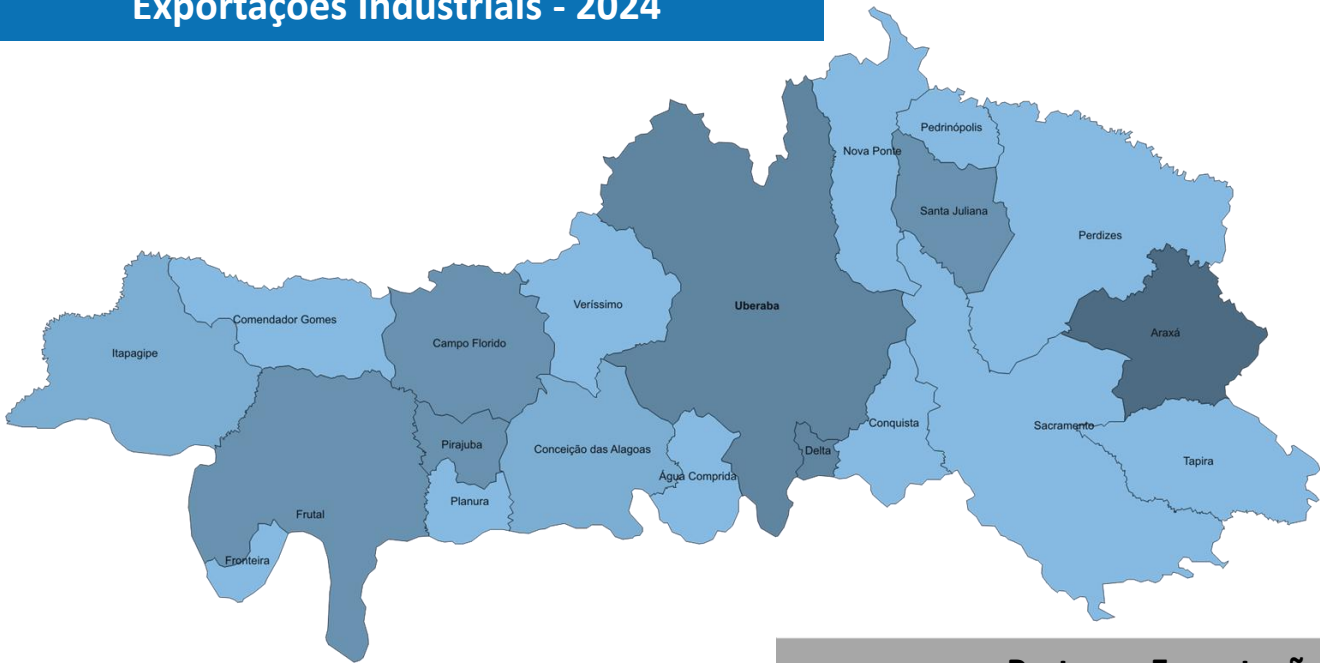 Exportações Industriais - 2024
Pedrinópolis
Nova Ponte
Santa Juliana
Perdizes
Veríssimo
Uberaba
Comendador Gomes
Araxá
Campo Florido
Itapagipe
Conquista
Sacramento
Pirajuba
Conceição das Alagoas
Delta
Tapira
Água Comprida
Planura
Frutal
Fronteira